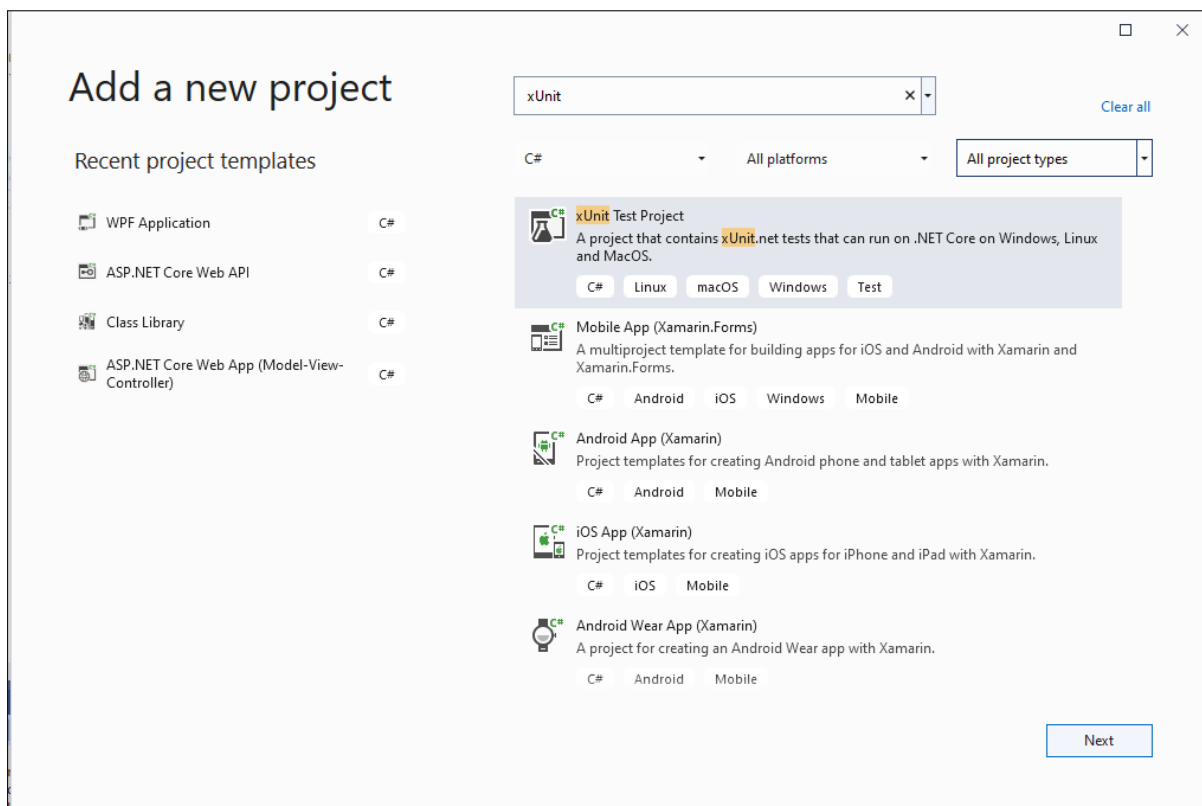 Add a new project
xUnit
Clear all
Recent project templates
C#
All platforms
All project types
WPF Application
C#
ASP.NET Core Web API
C#
Class Library
C#
ASP.NET Core Web App (Model-View-
Controller)
C#
C#
xUnit Test Project
A project that contains xUnit.net tests that can run on .NET Core on Windows, Linux
and MacOS.
C# Linux macOS Windows Test
C#
Mobile App (Xamarin.Forms)
A multiproject template for building apps for iOS and Android with Xamarin and
Xamarin.Forms.
C# Android iOS Windows Mobile
C#
Android App (Xamarin)
Project templates for creating Android phone and tablet apps with Xamarin.
C# Android Mobile
C#
iOS App (Xamarin)
Project templates for creating iOS apps for iPhone and iPad with Xamarin.
C# iOS Mobile
C#
Android Wear App (Xamarin)
A project for creating an Android Wear app with Xamarin.
C# Android Mobile
Next